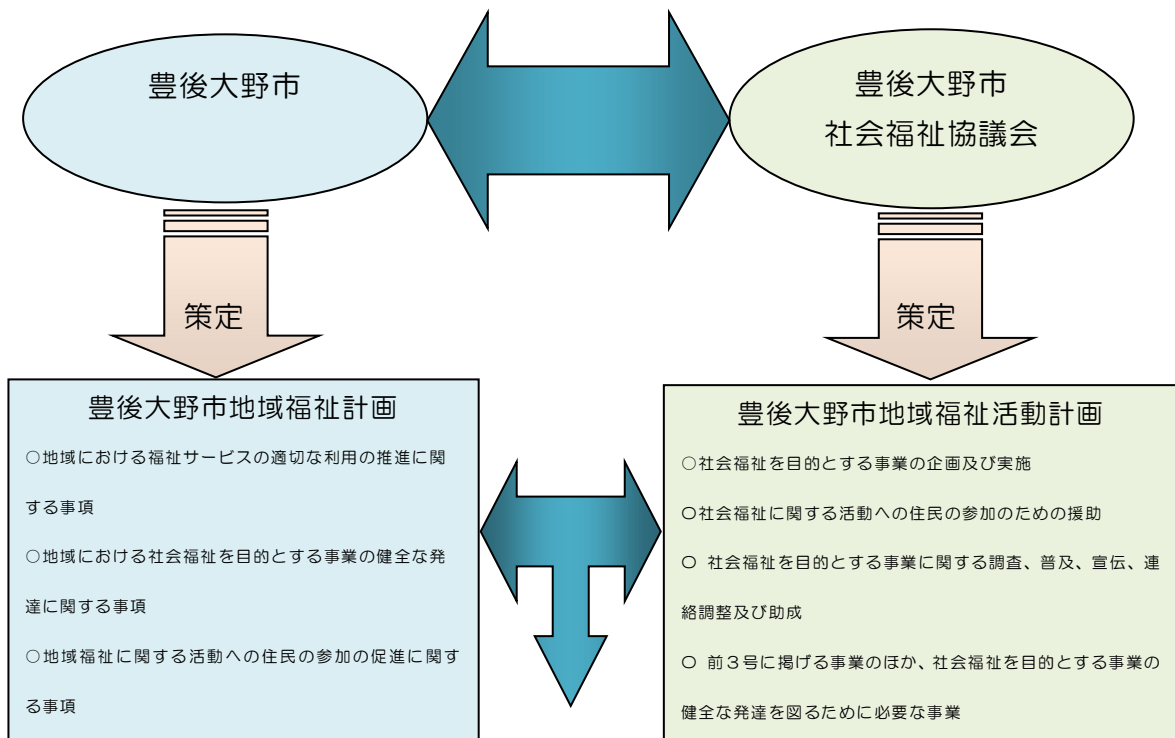 豊後大野市
豊後大野市
社会福祉協議会
策定
策定
豊後大野市地域福祉計画
○地域における福祉サービスの適切な利用の推進に関
する事項
○地域における社会福祉を目的とする事業の健全な発
達に関する事項
○地域福祉に関する活動への住民の参加の促進に関す
る事項
豊後大野市地域福祉活動計画
○社会福祉を目的とする事業の企画及び実施
○社会福祉に関する活動への住民の参加のための援助
○ 社会福祉を目的とする事業に関する調査、普及、宣伝、連
絡調整及び助成
○ 前３号に掲げる事業のほか、社会福祉を目的とする事業の
健全な発達を図るために必要な事業